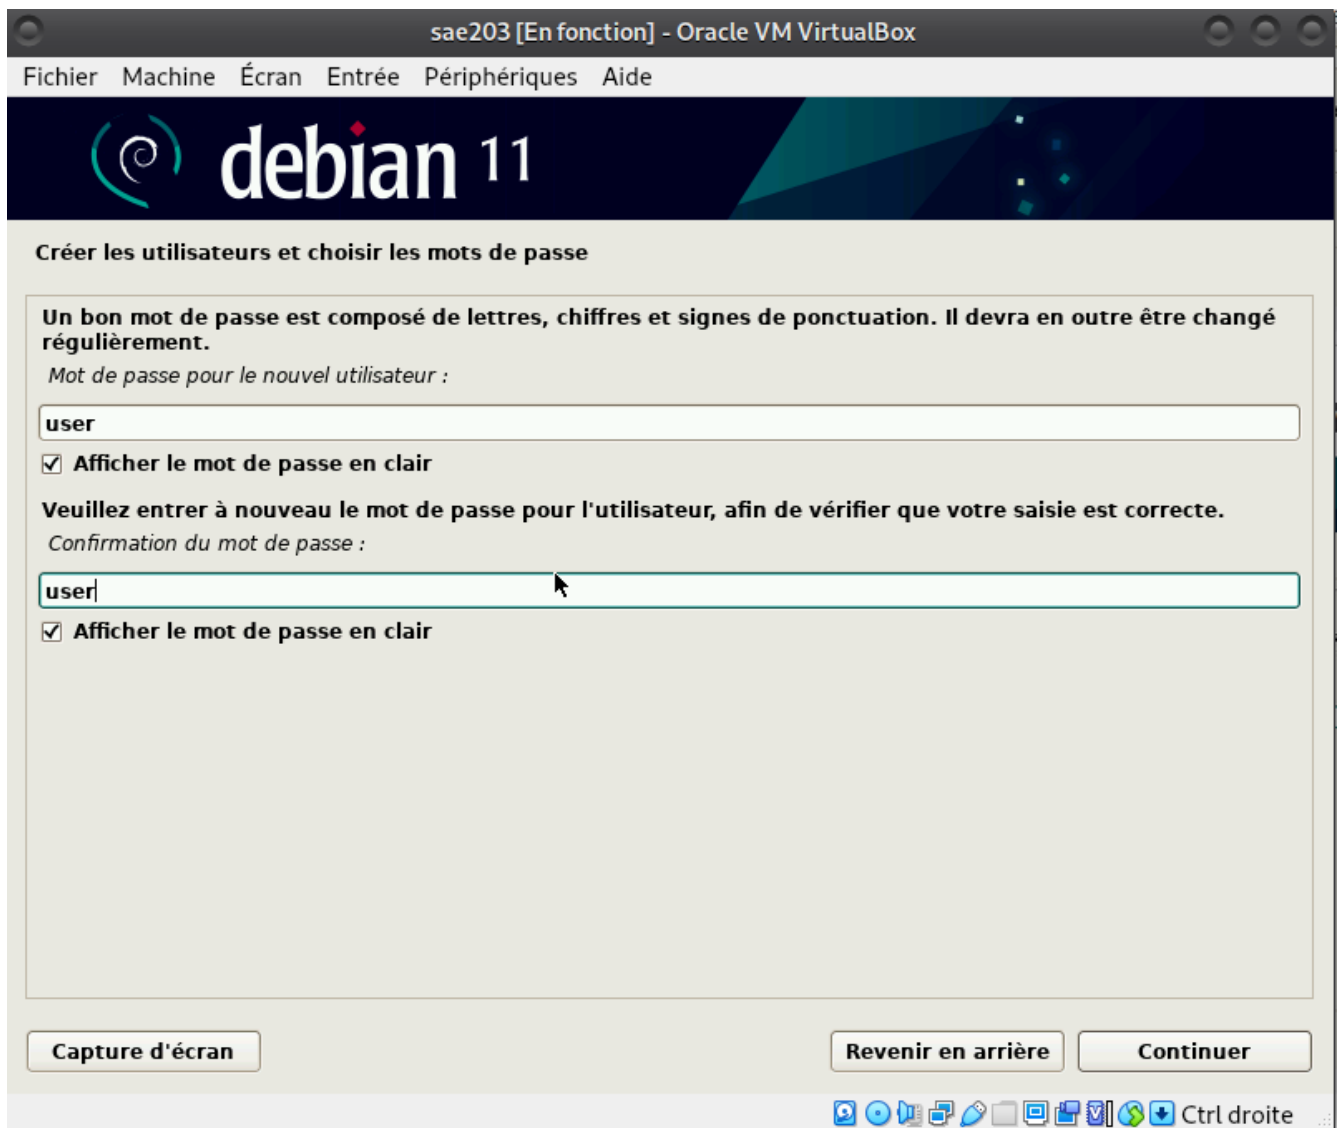 sae203 [En fonction] - Oracle VM VirtualBox
Fichier Machine Écran Entrée Périphériques Aide
debian 11
Créer les utilisateurs et choisir les mots de passe
Un bon mot de passe est composé de lettres, chiffres et signes de ponctuation. Il devra en outre être changé
régulièrement.
Mot de passe pour le nouvel utilisateur :
user
Afficher le mot de passe en clair
Veuillez entrer à nouveau le mot de passe pour l'utilisateur, afin de vérifier que votre saisie est correcte.
Confirmation du mot de passe :
user
Afficher le mot de passe en clair
Capture d'écran Revenir en arrière Continuer
Ctrl droite